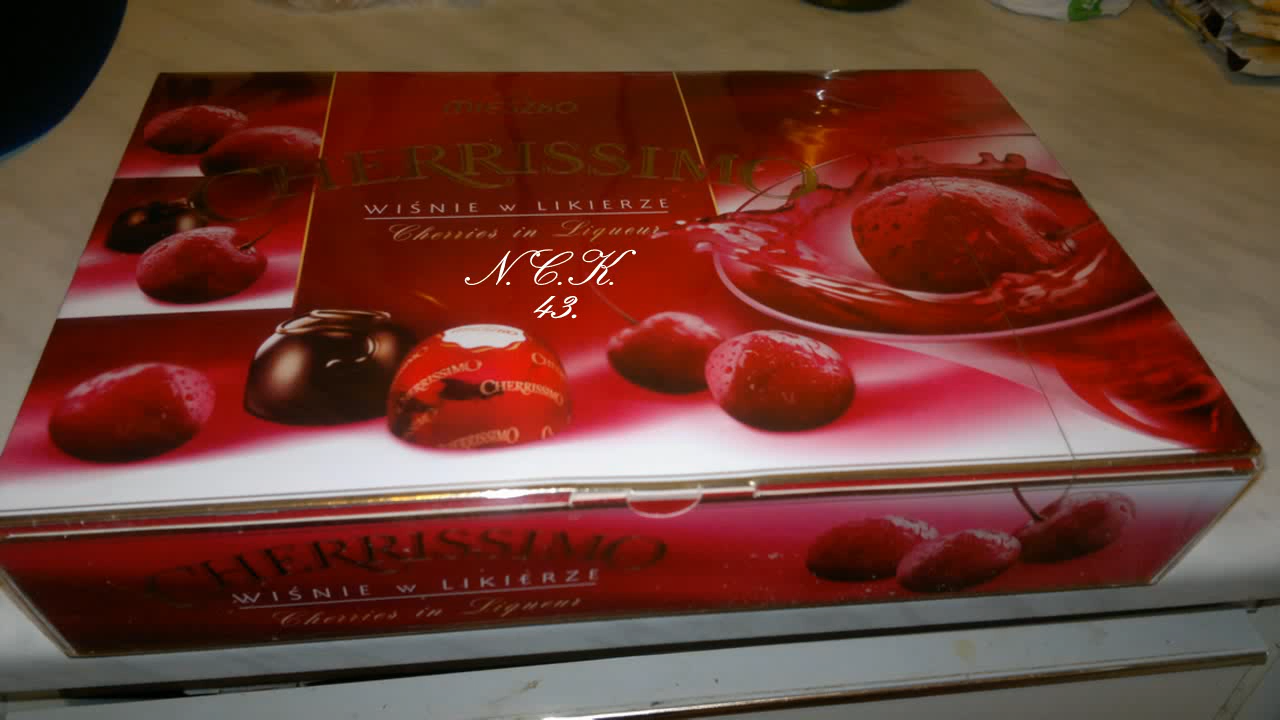 MIESZKO
CHERRISSIMO
WIŚNIE W LIKIERZE
Cherries in Liqueur
N.C.K.
43.
CHERRISSIMO
CHERRISSIMO
CHERRISSIMO
CHERRISSIMO
WIŚNIE W LIKIERZE
Cherries in Liqueur